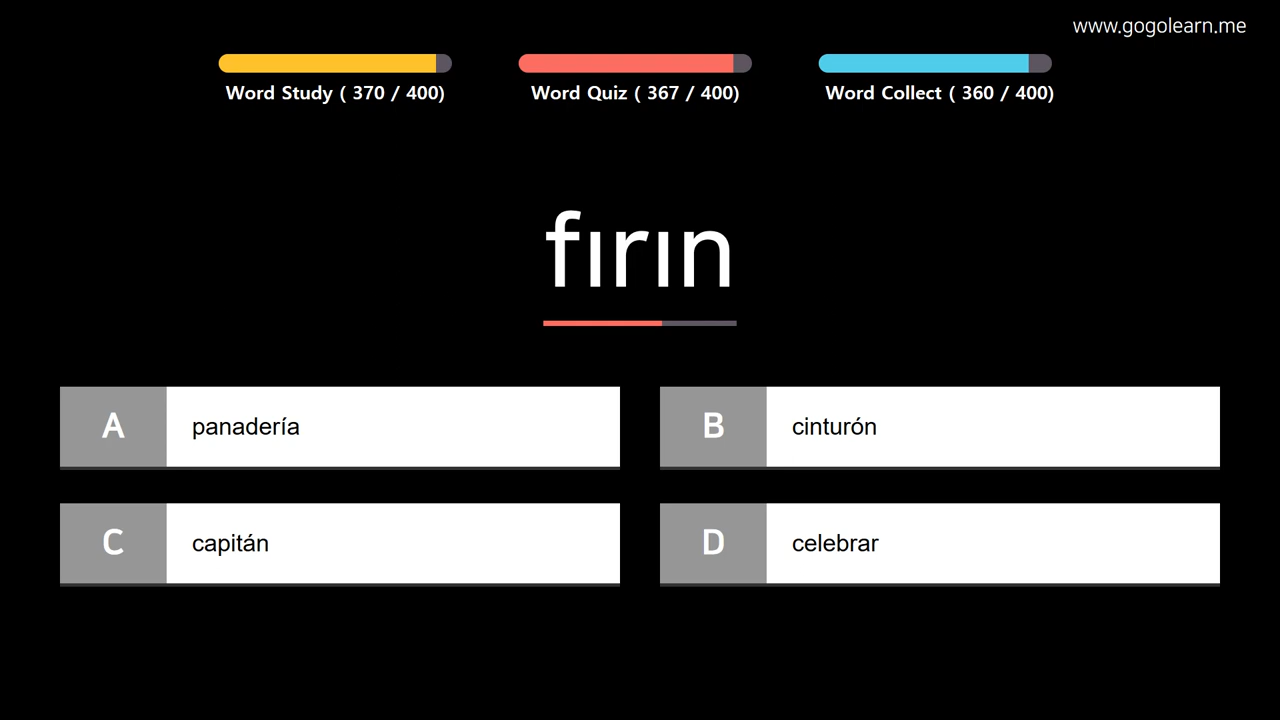 www.gogolearn.me
Word Study ( 370 / 400)
Word Quiz ( 367 / 400)
Word Collect ( 360 / 400)
fırın
A panadería
B cinturón
C capitán
D celebrar